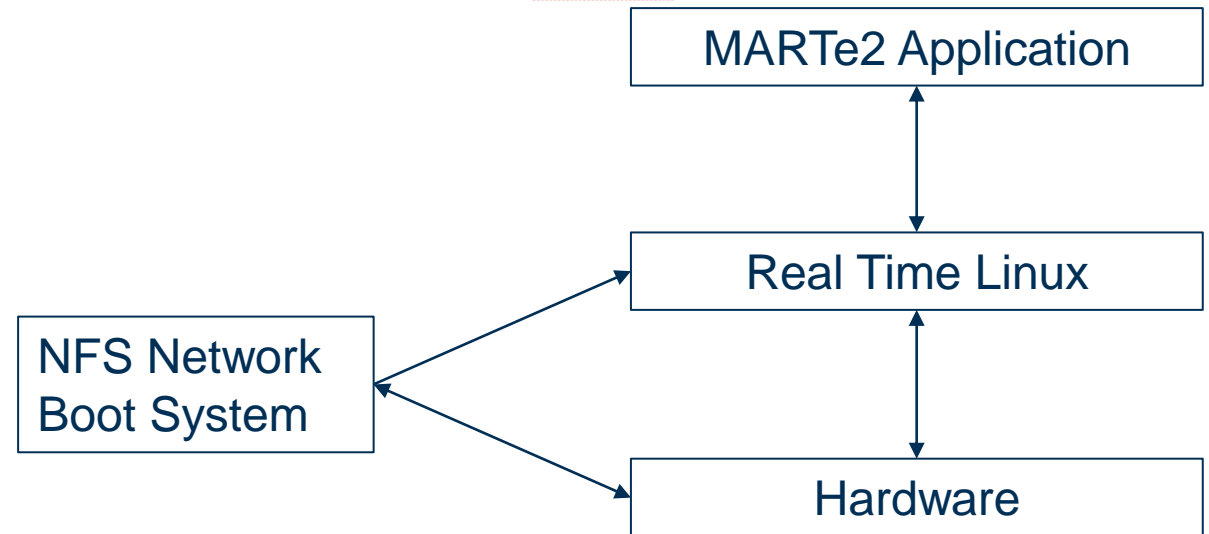 MARTe2 Application
Real Time Linux
NFS Network
Boot System
Hardware